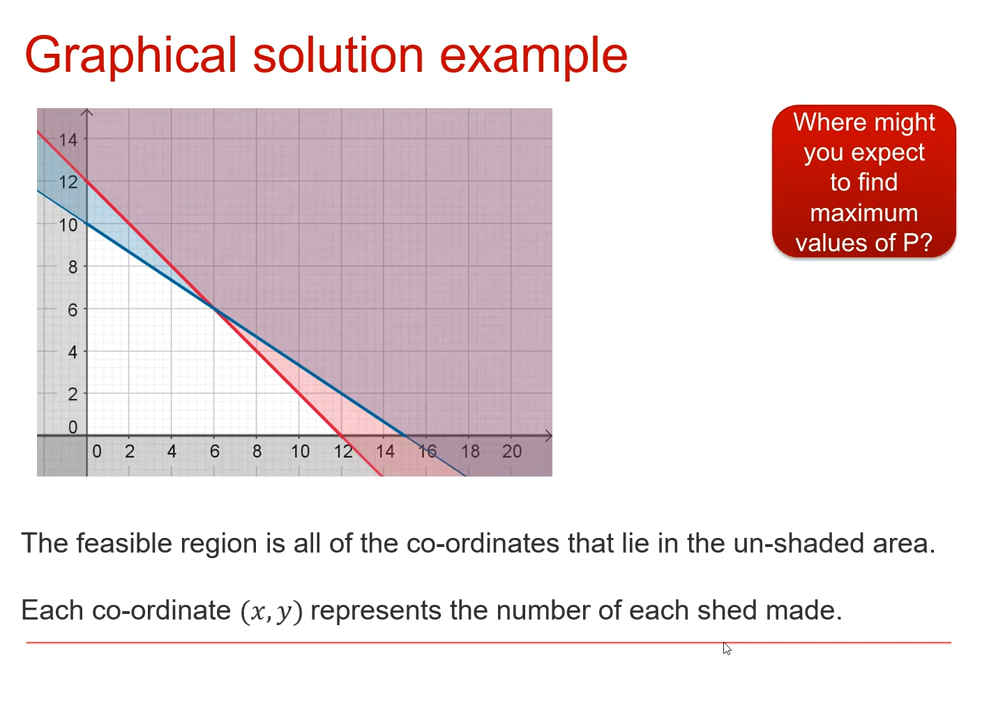 Graphical solution example
Where might
you expect
to find
maximum
values of P?
14
12
10
8
6
4
2
0
0 2 4 6 8 10 12 14 16 18 20
The feasible region is all of the co-ordinates that lie in the un-shaded area.
Each co-ordinate (x, y) represents the number of each shed made.